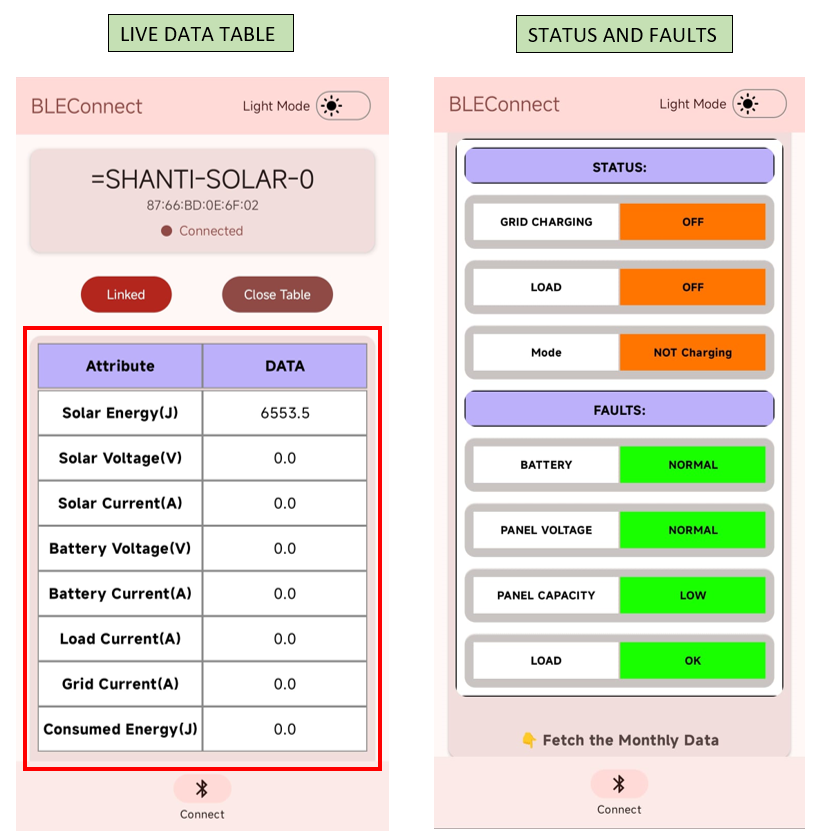 LIVE DATA TABLE
BLEConnect
Light Mode
=SHANTI-SOLAR-0
87:66:BD:0E:6F:02
Connected
Linked
Close Table
Attribute DATA
Solar Energy(J) 6553.5
Solar Voltage(V) 0.0
Solar Current(A) 0.0
Battery Voltage(V) 0.0
Battery Current(A) 0.0
Load Current(A) 0.0
Grid Current(A) 0.0
Consumed Energy(J) 0.0
Connect
STATUS AND FAULTS
BLEConnect
Light Mode
STATUS:
GRID CHARGING OFF
LOAD OFF
Mode NOT Charging
FAULTS:
BATTERY NORMAL
PANEL VOLTAGE NORMAL
PANEL CAPACITY LOW
LOAD OK
👇 Fetch the Monthly Data
Connect